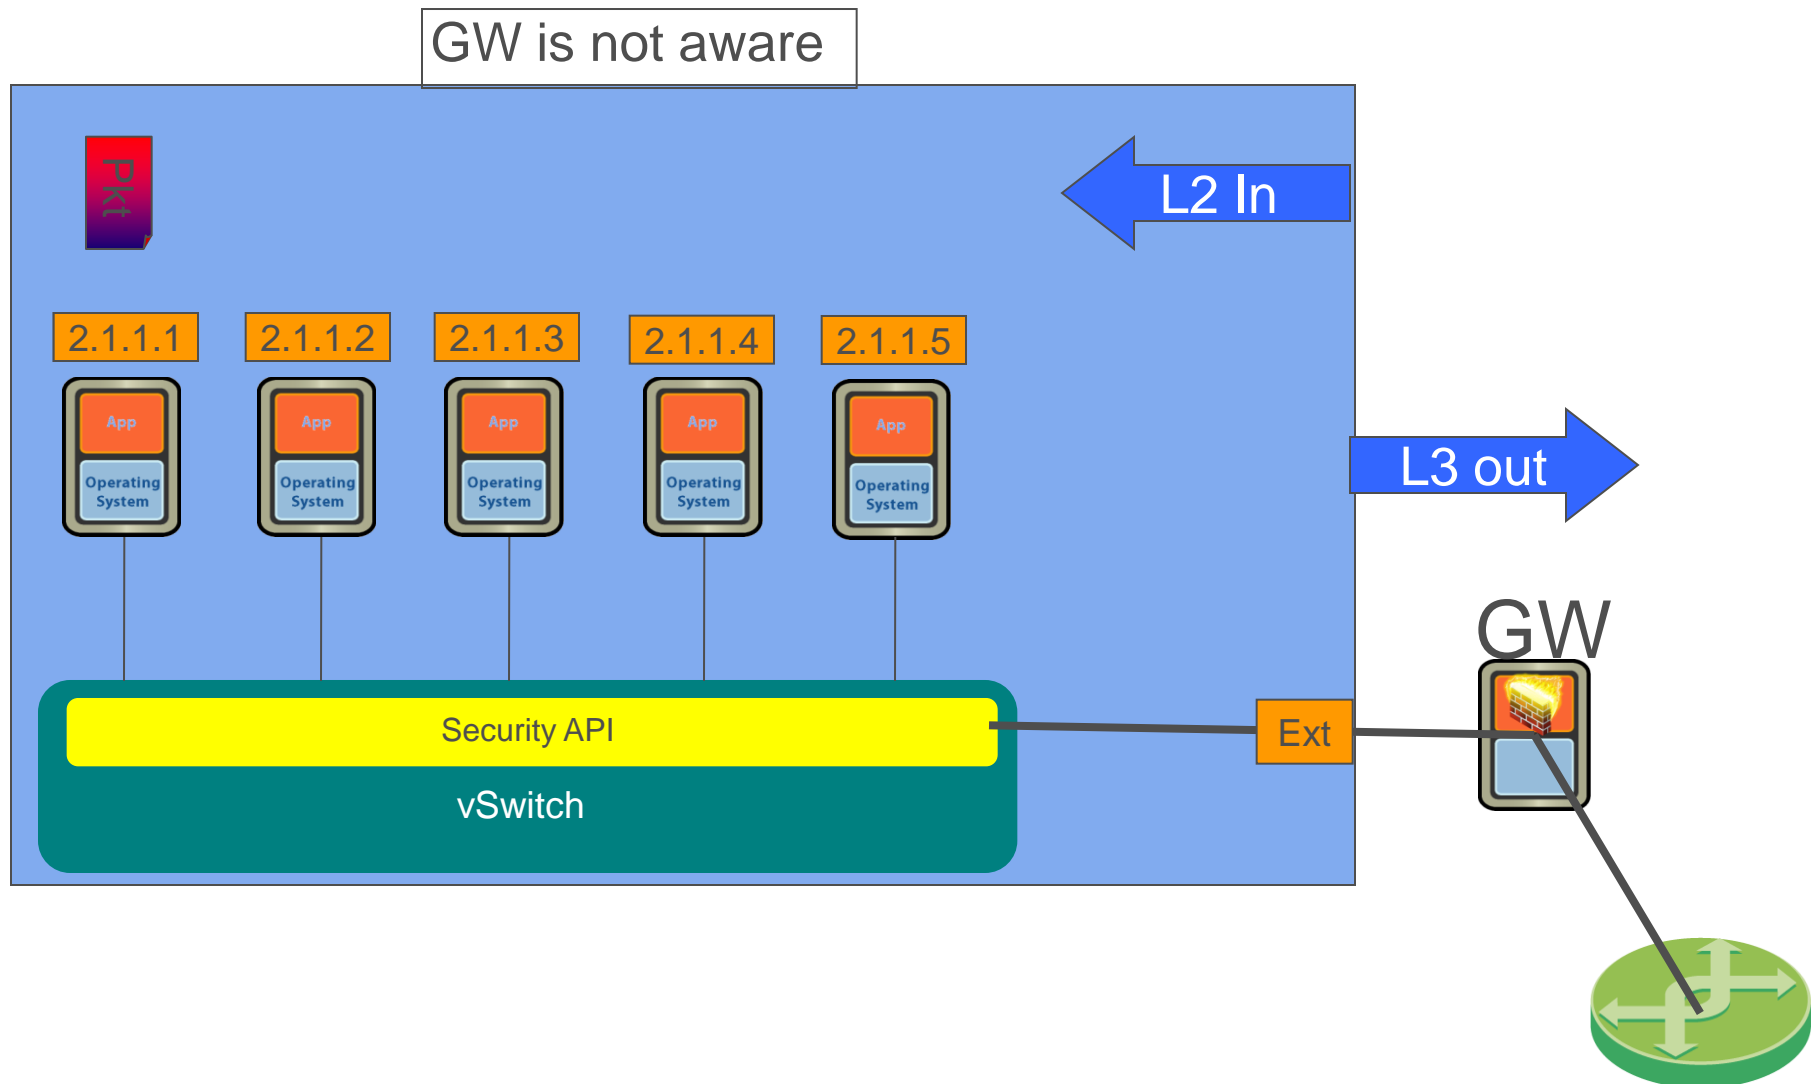 GW is not aware
Pkt
L2 In
2.1.1.1
2.1.1.2
2.1.1.3
2.1.1.4
2.1.1.5
App
App
App
App
App
Operating
System
Operating
System
Operating
System
Operating
System
Operating
System
L3 out
GW
Security API
Ext
vSwitch